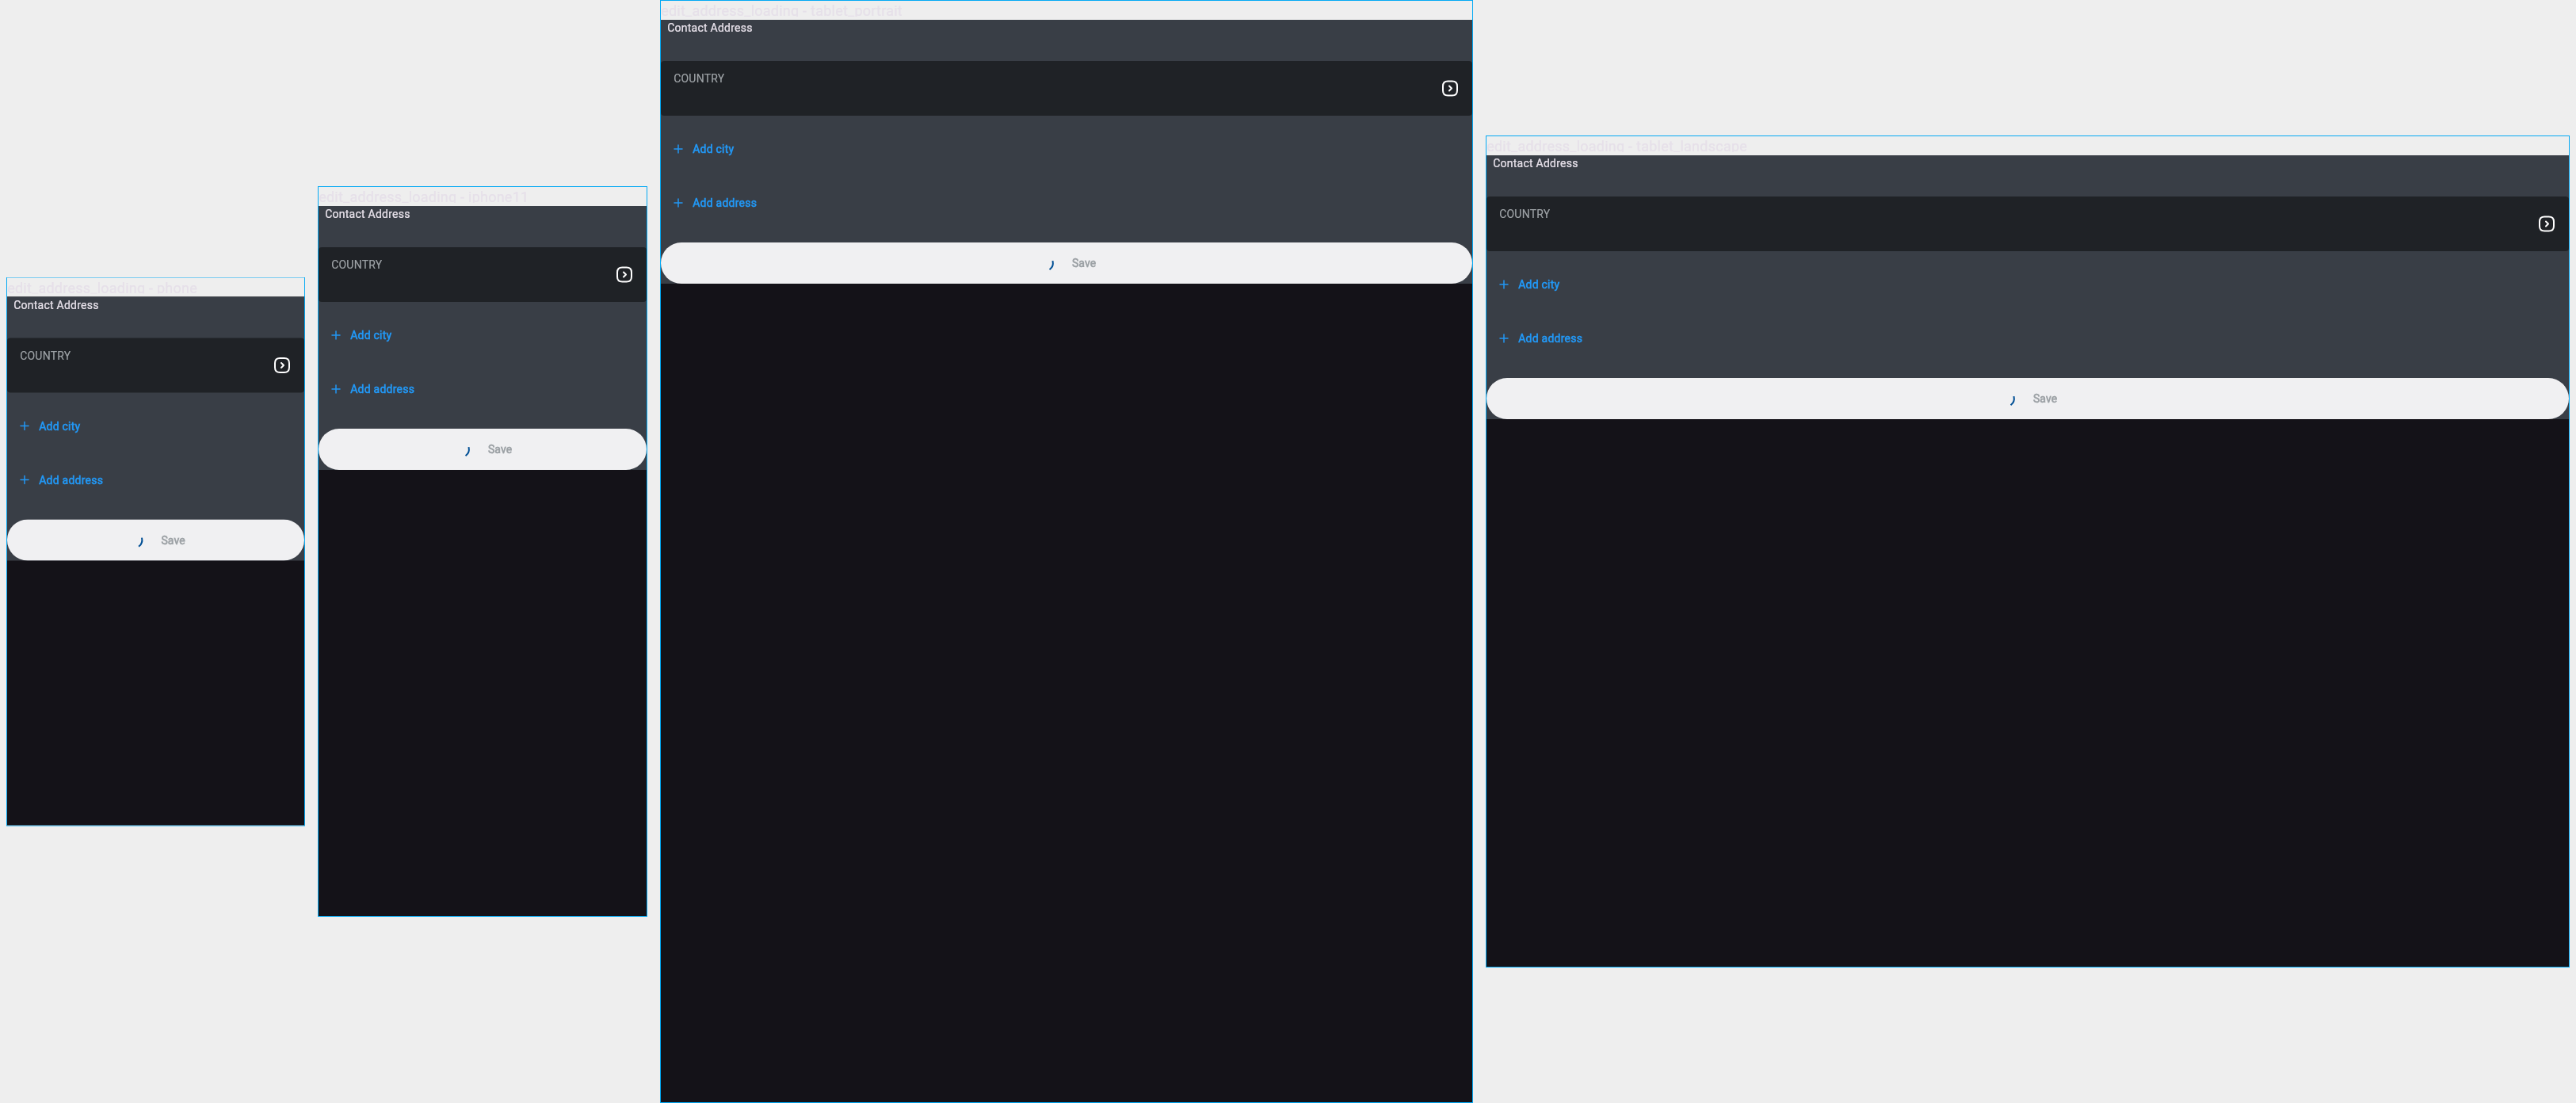 edit_address_loading - phone
Contact Address
COUNTRY
Add city
Add address
Save
edit_address_loading - iphone11
Contact Address
COUNTRY
Add city
Add address
Save
edit_address_loading - tablet_portrait
Contact Address
COUNTRY
Add city
Add address
Save
edit_address_loading - tablet_landscape
Contact Address
COUNTRY
Add city
Add address
Save